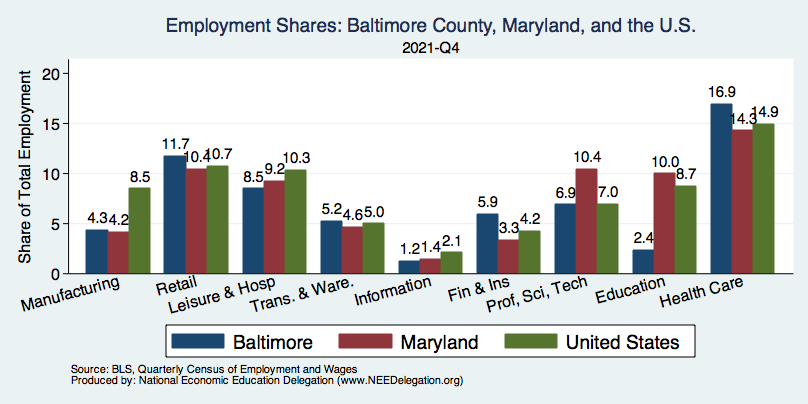 Employment Shares: Baltimore County, Maryland, and the U.S.
2021-Q4
Share of Total Employment
20
15
10
5
0
4.3 4.2 8.5
11.7 10.4 10.7
8.5 9.2 10.3
5.2 4.6 5.0
1.2 1.4 2.1
5.9 3.3 4.2
6.9 10.4 7.0
2.4 10.0 8.7
16.9 14.3 14.9
Manufacturing
Retail
Leisure & Hosp
Trans. & Ware.
Information
Fin & Ins
Prof, Sci, Tech
Education
Health Care
Baltimore Maryland United States
Source: BLS, Quarterly Census of Employment and Wages
Produced by: National Economic Education Delegation (www.NEEDelegation.org)